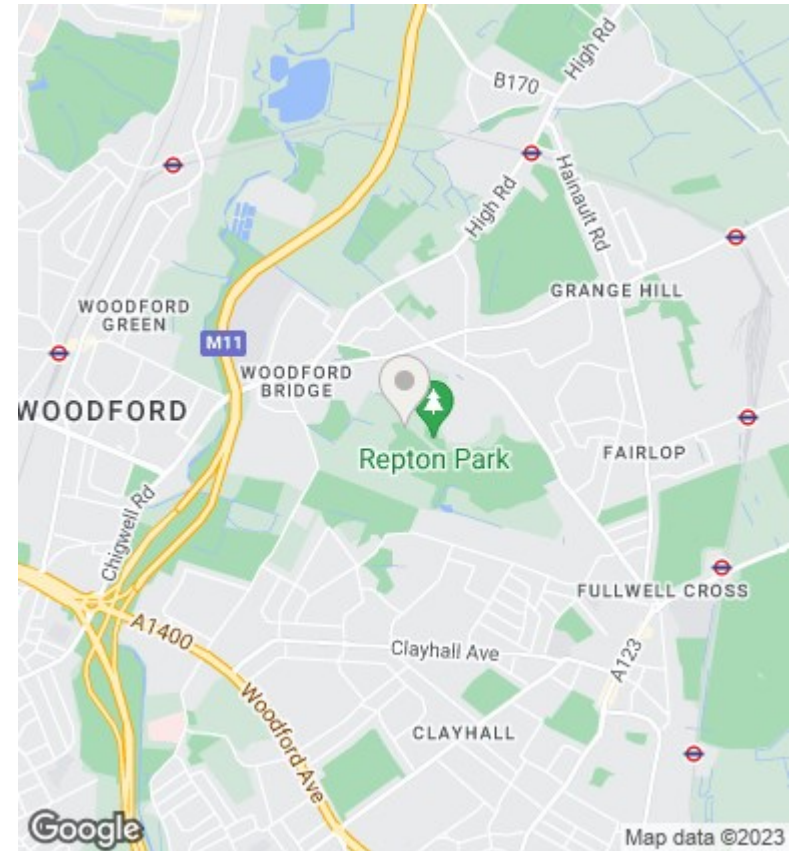 High Rd
B170
Hainault Rd
High Rd
GRANGE HILL
WOODFORD
GREEN
M11
WOODFORD
BRIDGE
WOODFORD
Repton Park
FAIRLOP
Chigwell Rd
FULLWELL CROSS
A1400
Clayhall Ave
A123
Woodford Ave
CLAYHALL
Google
Map data ©2023